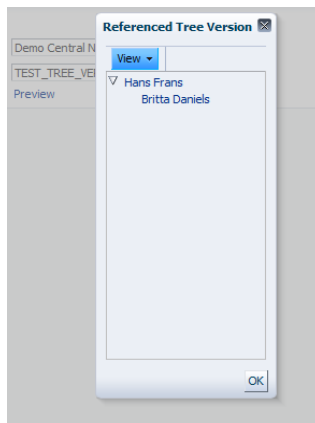 Referenced Tree Version
Demo Central N
View
TEST_TREE_VE
Hans Frans
Preview
Britta Daniels
OK